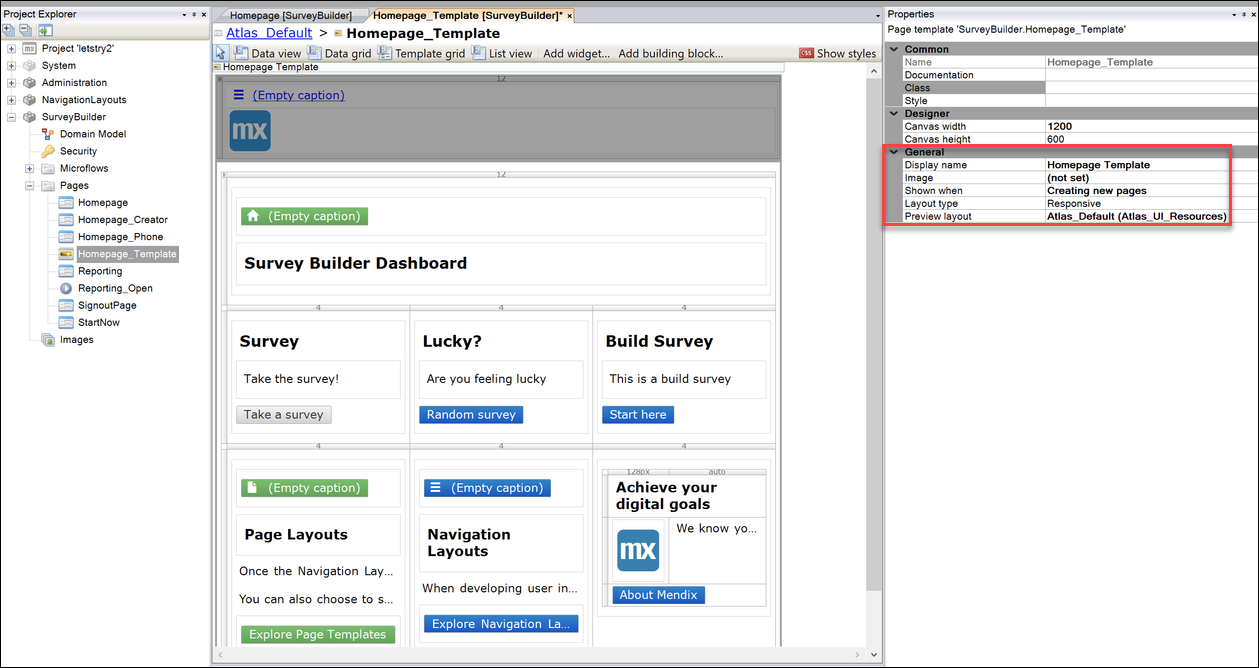 Project Explorer
Project 'letstry2'
System
Administration
NavigationLayouts
SurveyBuilder
Domain Model
Security
Microflows
Pages
Homepage
Homepage_Creator
Homepage_Phone
Homepage_Template
Reporting
Reporting_Open
SignoutPage
StartNow
Images
Homepage [SurveyBuilder]
Homepage_Template [SurveyBuilder]* ×
Atlas_Default > Homepage_Template
Data view Data grid Template grid List view Add widget... Add building block... CSS Show styles
Homepage Template
12
(Empty caption)
mx
12
(Empty caption)
Survey Builder Dashboard
4 4 4
Survey
Take the survey!
Take a survey
Lucky?
Are you feeling lucky
Random survey
Build Survey
This is a build survey
Start here
4 4 4
(Empty caption)
Page Layouts
Once the Navigation Lay...
You can also choose to s...
Explore Page Templates
(Empty caption)
Navigation
Layouts
When developing user in...
Explore Navigation La...
128px auto
Achieve your
digital goals
mx
We know yo...
About Mendix
Properties
Page template 'SurveyBuilder.Homepage_Template'
Common
Name Homepage_Template
Documentation
Class
Style
Designer
Canvas width 1200
Canvas height 600
General
Display name Homepage Template
Image (not set)
Shown when Creating new pages
Layout type Responsive
Preview layout Atlas_Default (Atlas_UI_Resources)